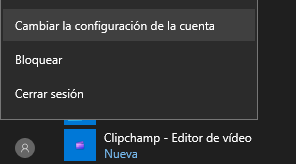 Cambiar la configuración de la cuenta
Bloquear
Cerrar sesión
Clipchamp - Editor de vídeo
Nueva